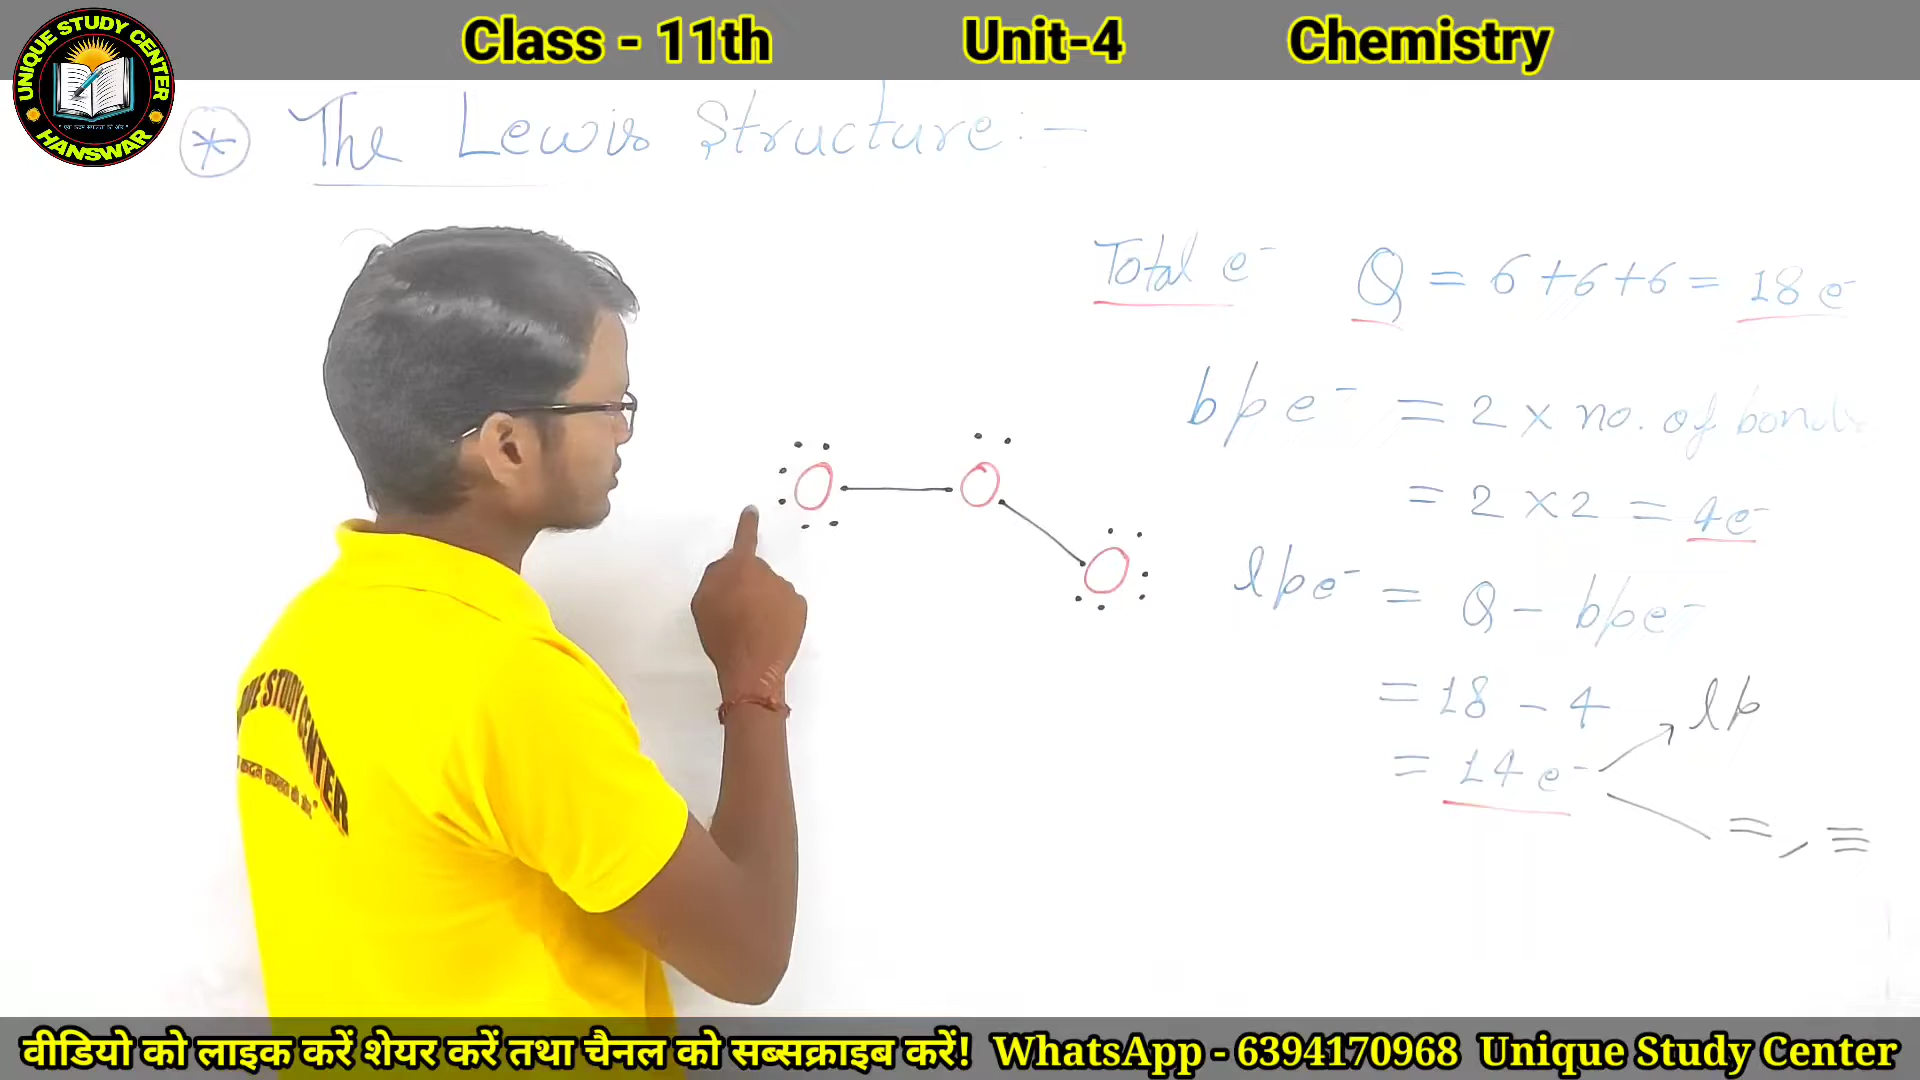 Class - 11th Unit-4 Chemistry
UNIQUE STUDY CENTER
HANSWAR
* The Lewis Structure:-
Total e⁻ Q = 6+6+6 = 18 e⁻
bpe⁻ = 2 × no. of bonds
= 2 × 2 = 4e⁻
lpe⁻ = Q - bpe⁻
= 18 - 4
= 14 e⁻
lp
=, ≡
O O
O
STUDY CENTER
वीडियो को लाइक करें शेयर करें तथा चैनल को सब्सक्राइब करें! WhatsApp - 6394170968 Unique Study Center